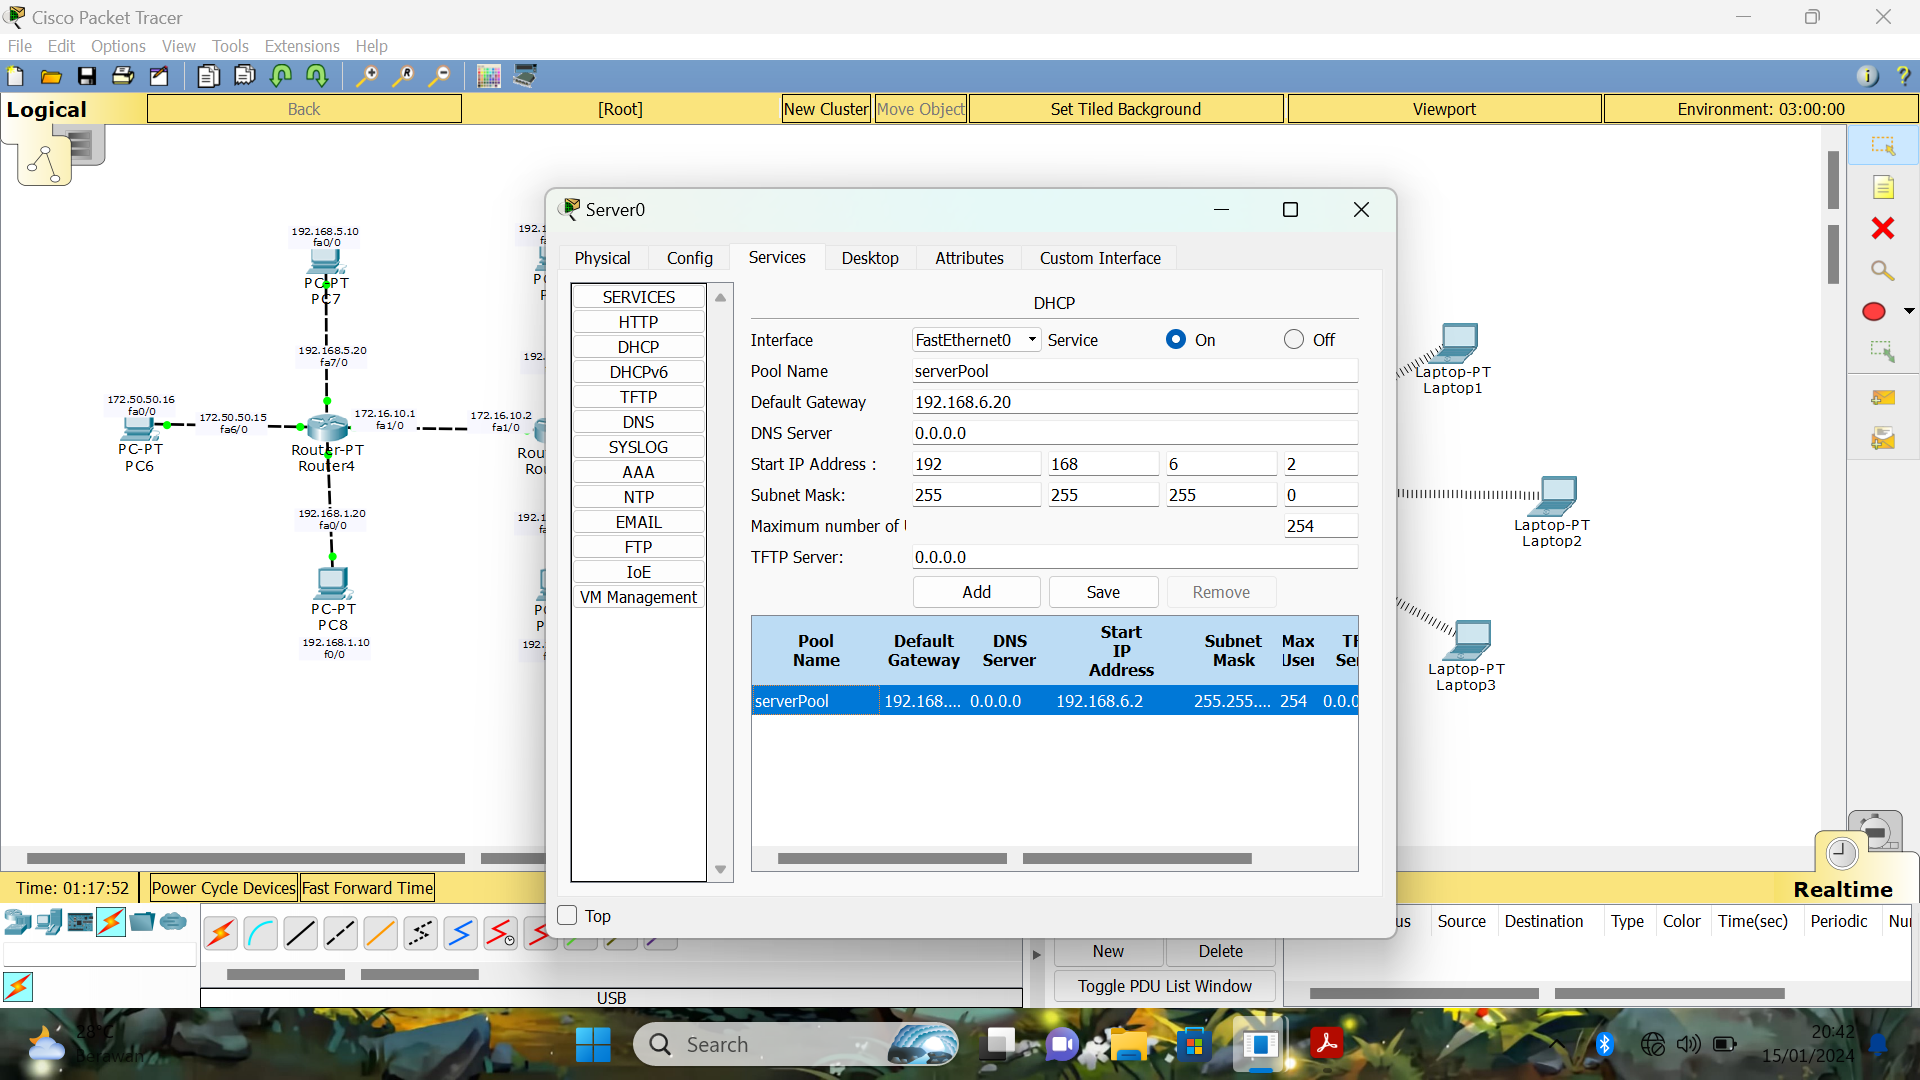 Cisco Packet Tracer
File Edit Options View Tools Extensions Help
Logical
Back
[Root]
New Cluster
Move Object
Set Tiled Background
Viewport
Environment: 03:00:00
192.168.5.10
fa0/0
PC-PT
PC7
192.168.5.20
fa7/0
172.50.50.16
fa0/0
PC-PT
PC6
172.50.50.15
fa6/0
Router-PT
Router4
172.16.10.1
fa1/0
172.16.10.2
fa1/0
192.168.1.20
fa0/0
PC-PT
PC8
192.168.1.10
f0/0
192.1
192.
Rou
Ro
192.1
192.
Server0
Physical Config Services Desktop Attributes Custom Interface
SERVICES
HTTP
DHCP
DHCPv6
TFTP
DNS
SYSLOG
AAA
NTP
EMAIL
FTP
IoE
VM Management
DHCP
Interface FastEthernet0 Service On Off
Pool Name serverPool
Default Gateway 192.168.6.20
DNS Server 0.0.0.0
Start IP Address : 192 168 6 2
Subnet Mask: 255 255 255 0
Maximum number of 254
TFTP Server: 0.0.0.0
Add Save Remove
Pool Name Default Gateway DNS Server Start IP Address Subnet Mask Max User
serverPool 192.168.... 0.0.0.0 192.168.6.2 255.255.... 254 0.0.0
Top
Laptop-PT
Laptop1
Laptop-PT
Laptop2
Laptop-PT
Laptop3
Time: 01:17:52
Power Cycle Devices
Fast Forward Time
Realtime
us Source Destination Type Color Time(sec) Periodic Nu
New Delete
Toggle PDU List Window
USB
28°C
Berawan
Search
20:42
15/01/2024